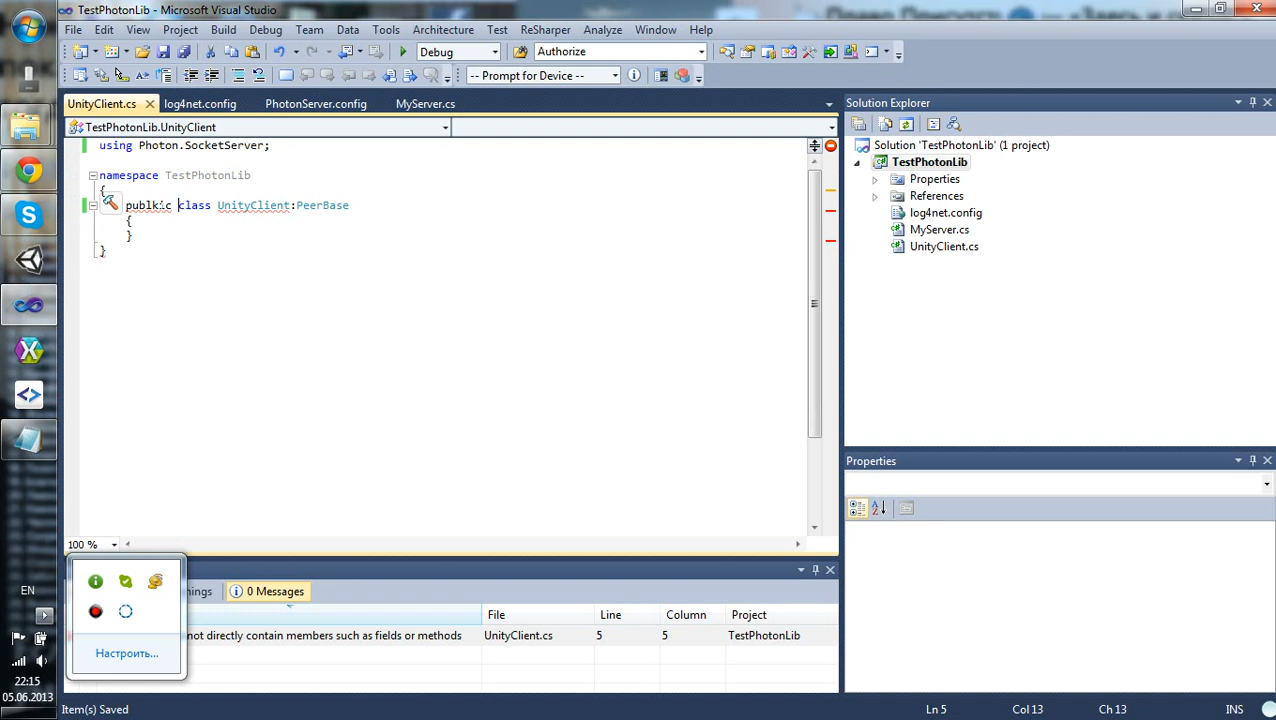 TestPhotonLib - Microsoft Visual Studio
File Edit View Project Build Debug Team Data Tools Architecture Test ReSharper Analyze Window Help
Debug Authorize
-- Prompt for Device --
UnityClient.cs log4net.config PhotonServer.config MyServer.cs
TestPhotonLib.UnityClient
using Photon.SocketServer;
namespace TestPhotonLib
{
publkic class UnityClient:PeerBase
{
}
}
100 %
Solution Explorer
Solution 'TestPhotonLib' (1 project)
TestPhotonLib
Properties
References
log4net.config
MyServer.cs
UnityClient.cs
Properties
nings 0 Messages
File Line Column Project
not directly contain members such as fields or methods UnityClient.cs 5 5 TestPhotonLib
Настроить...
EN
22:15
05.06.2013
Item(s) Saved Ln 5 Col 13 Ch 13 INS